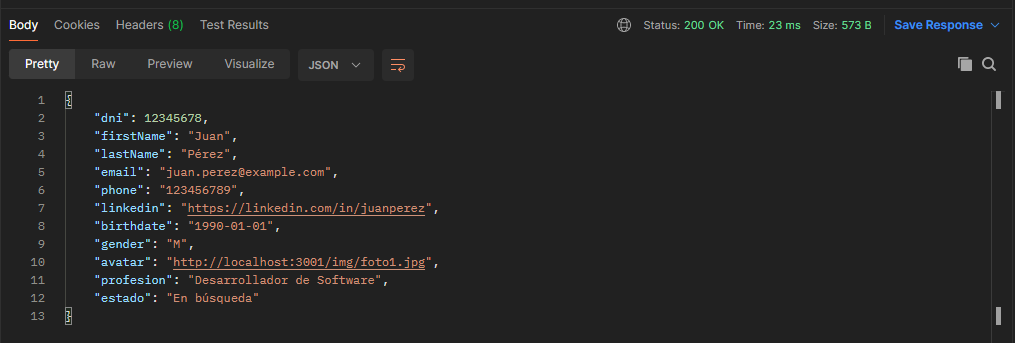 Body Cookies Headers (8) Test Results Status: 200 OK Time: 23 ms Size: 573 B Save Response
Pretty Raw Preview Visualize JSON
1 {
2 "dni": 12345678,
3 "firstName": "Juan",
4 "lastName": "Pérez",
5 "email": "juan.perez@example.com",
6 "phone": "123456789",
7 "linkedin": "https://linkedin.com/in/juanperez",
8 "birthdate": "1990-01-01",
9 "gender": "M",
10 "avatar": "http://localhost:3001/img/foto1.jpg",
11 "profesion": "Desarrollador de Software",
12 "estado": "En búsqueda"
13 }